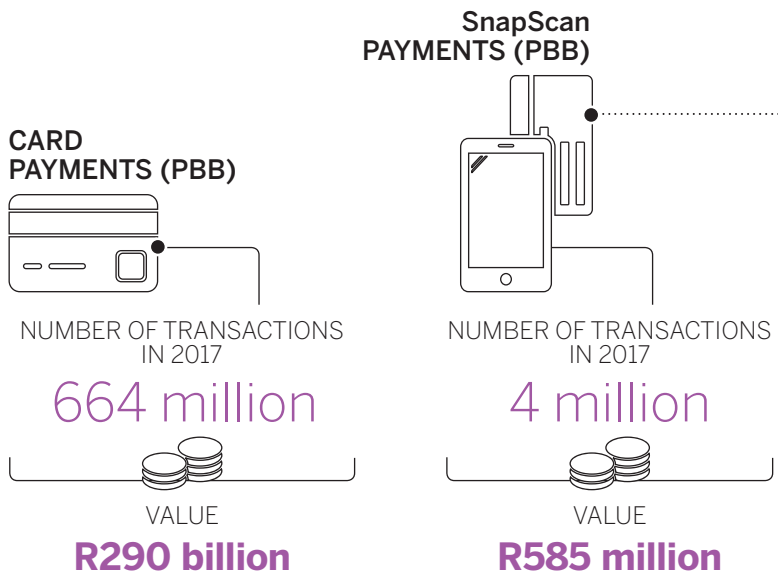 CARD
PAYMENTS (PBB)
NUMBER OF TRANSACTIONS
IN 2017
664 million
VALUE
R290 billion
SnapScan
PAYMENTS (PBB)
NUMBER OF TRANSACTIONS
IN 2017
4 million
VALUE
R585 million